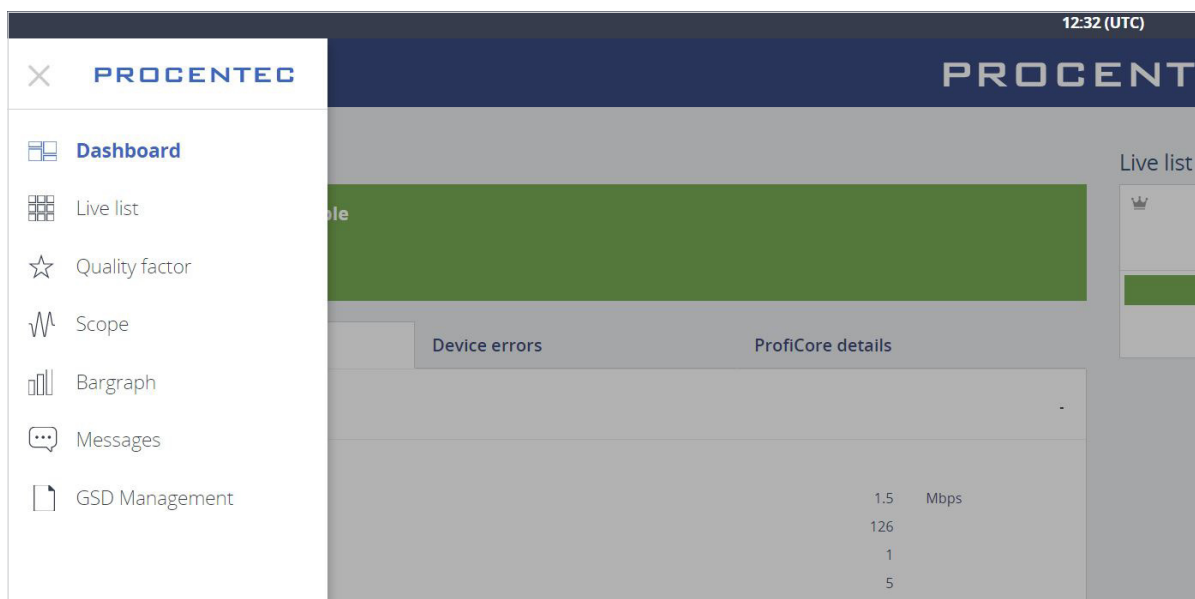 12:32 (UTC)
PROCENTEC
PROCENT
Dashboard
Live list
Live list
Quality factor
Scope
Device errors
ProfiCore details
Bargraph
-
Messages
GSD Management
1.5 Mbps
126
1
5